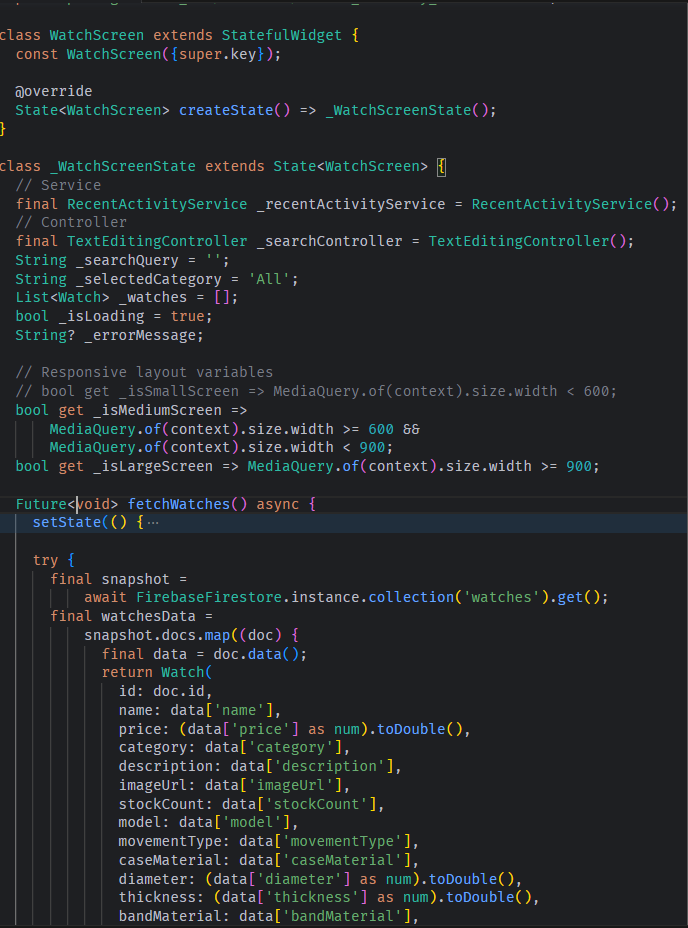 class WatchScreen extends StatefulWidget {
  const WatchScreen({super.key});

  @override
  State<WatchScreen> createState() => _WatchScreenState();
}

class _WatchScreenState extends State<WatchScreen> {
  // Service
  final RecentActivityService _recentActivityService = RecentActivityService();
  // Controller
  final TextEditingController _searchController = TextEditingController();
  String _searchQuery = '';
  String _selectedCategory = 'All';
  List<Watch> _watches = [];
  bool _isLoading = true;
  String? _errorMessage;

  // Responsive layout variables
  // bool get _isSmallScreen => MediaQuery.of(context).size.width < 600;
  bool get _isMediumScreen =>
      MediaQuery.of(context).size.width >= 600 &&
      MediaQuery.of(context).size.width < 900;
  bool get _isLargeScreen => MediaQuery.of(context).size.width >= 900;

  Future<void> fetchWatches() async {
    setState(() { ⋯

    try {
      final snapshot =
          await FirebaseFirestore.instance.collection('watches').get();
      final watchesData =
          snapshot.docs.map((doc) {
            final data = doc.data();
            return Watch(
              id: doc.id,
              name: data['name'],
              price: (data['price'] as num).toDouble(),
              category: data['category'],
              description: data['description'],
              imageUrl: data['imageUrl'],
              stockCount: data['stockCount'],
              model: data['model'],
              movementType: data['movementType'],
              caseMaterial: data['caseMaterial'],
              diameter: (data['diameter'] as num).toDouble(),
              thickness: (data['thickness'] as num).toDouble(),
              bandMaterial: data['bandMaterial'],